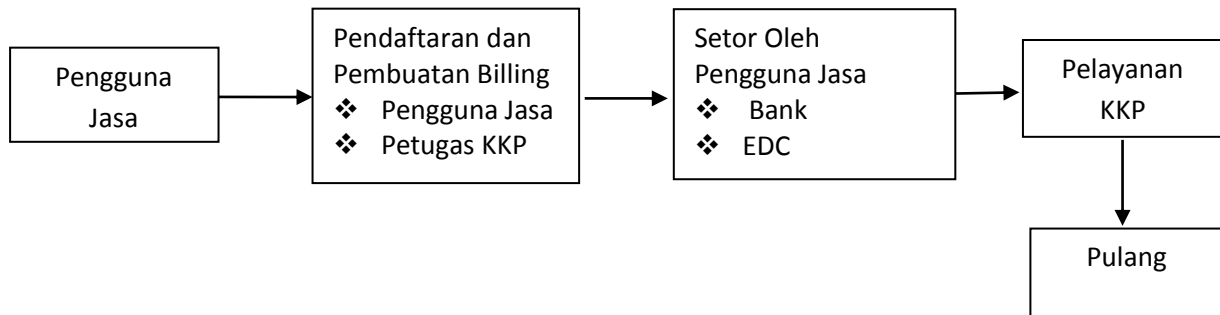 Pengguna
Jasa
Pendaftaran dan
Pembuatan Billing
❖ Pengguna Jasa
❖ Petugas KKP
Setor Oleh
Pengguna Jasa
❖ Bank
❖ EDC
Pelayanan
KKP
Pulang